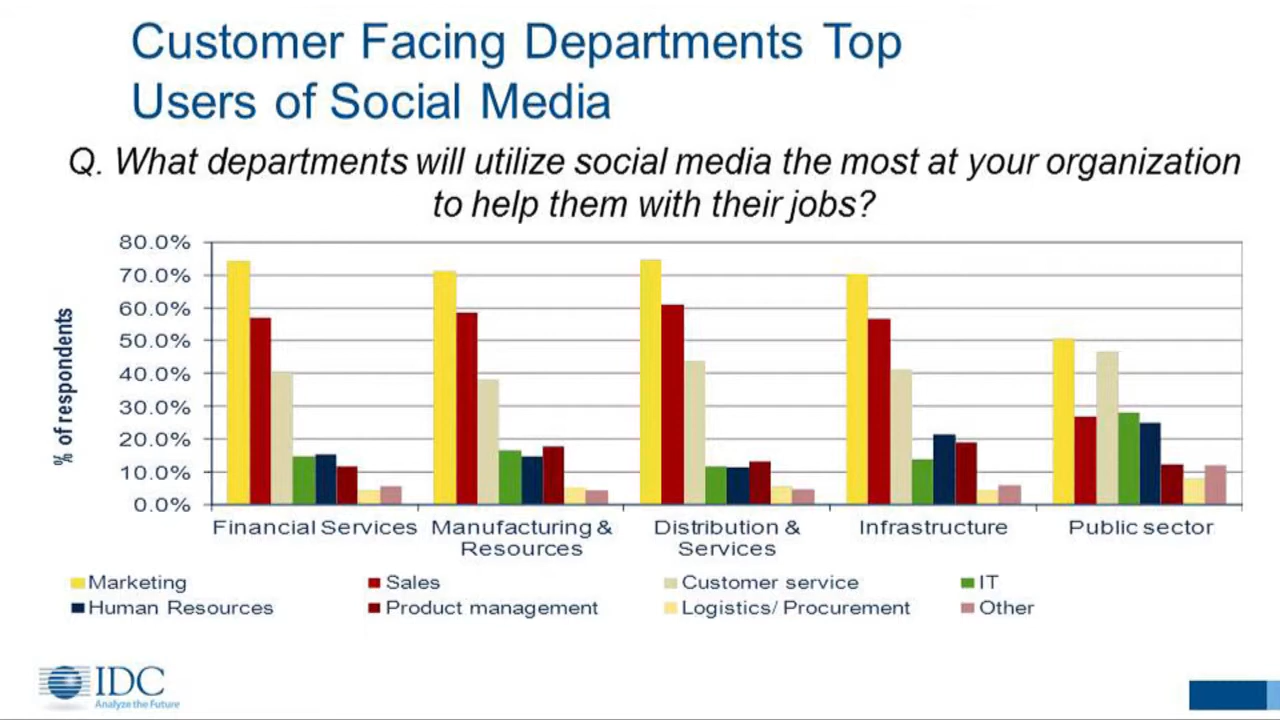 Customer Facing Departments Top
Users of Social Media
Q. What departments will utilize social media the most at your organization
to help them with their jobs?
80.0%
70.0%
60.0%
50.0%
40.0%
30.0%
20.0%
10.0%
0.0%
% of respondents
Financial Services
Manufacturing &
Resources
Distribution &
Services
Infrastructure
Public sector
Marketing
Sales
Customer service
IT
Human Resources
Product management
Logistics/ Procurement
Other
IDC
Analyze the Future